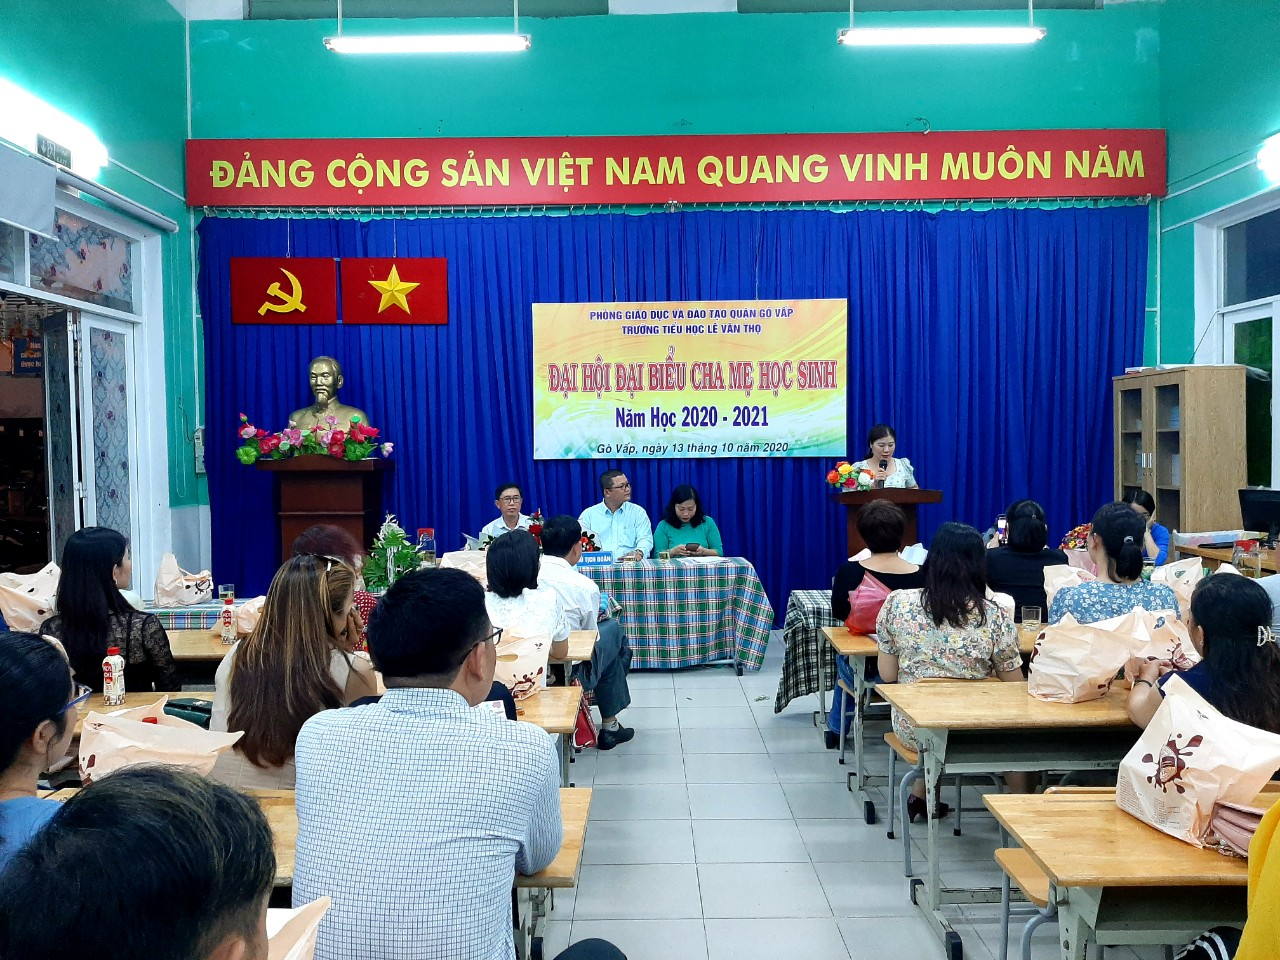 ĐẢNG CỘNG SẢN VIỆT NAM QUANG VINH MUÔN NĂM
PHÒNG GIÁO DỤC VÀ ĐÀO TẠO QUẬN GÒ VẤP
TRƯỜNG TIỂU HỌC LÊ VĂN THỌ
ĐẠI HỘI ĐẠI BIỂU CHA MẸ HỌC SINH
Năm Học 2020 - 2021
Gò Vấp, ngày 13 tháng 10 năm 2020
TỊCH ĐOÀN